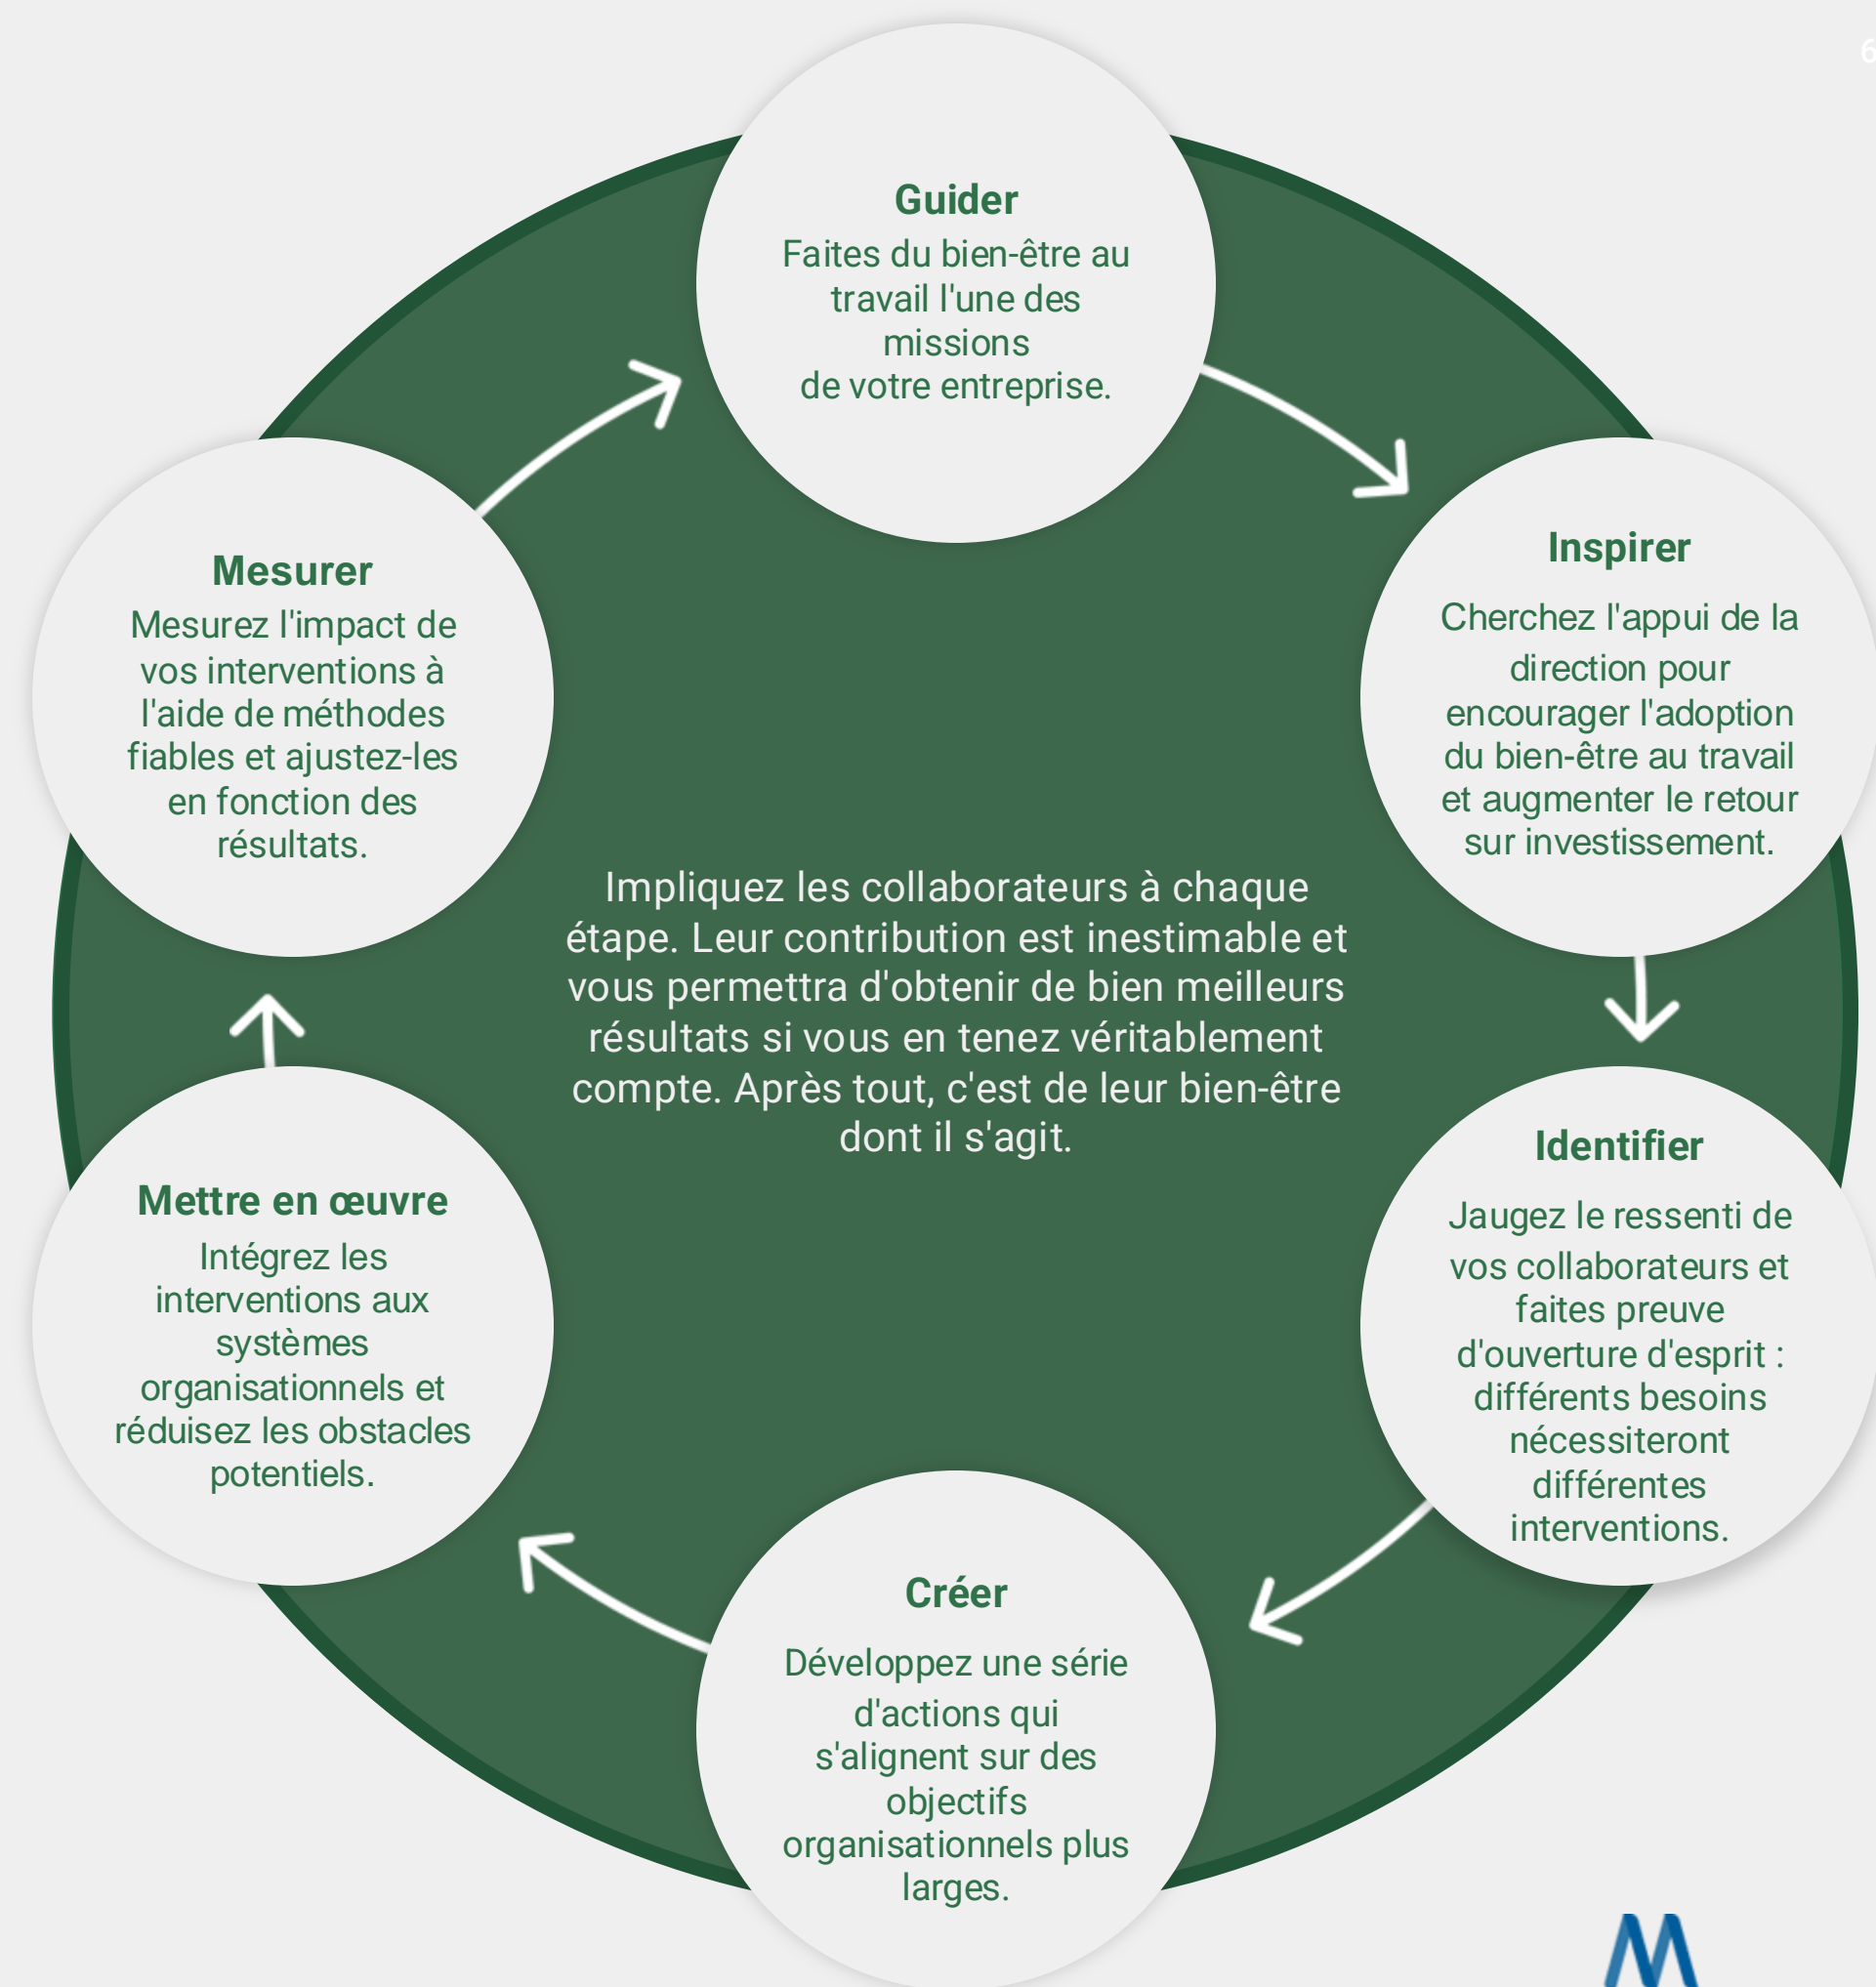 6
Guider
Faites du bien-être au
travail l'une des
missions
de votre entreprise.
Inspirer
Cherchez l'appui de la
direction pour
encourager l'adoption
du bien-être au travail
et augmenter le retour
sur investissement.
Identifier
Jaugez le ressenti de
vos collaborateurs et
faites preuve
d'ouverture d'esprit :
différents besoins
nécessiteront
différentes
interventions.
Créer
Développez une série
d'actions qui
s'alignent sur des
objectifs
organisationnels plus
larges.
Mettre en œuvre
Intégrez les
interventions aux
systèmes
organisationnels et
réduisez les obstacles
potentiels.
Mesurer
Mesurez l'impact de
vos interventions à
l'aide de méthodes
fiables et ajustez-les
en fonction des
résultats.
Impliquez les collaborateurs à chaque
étape. Leur contribution est inestimable et
vous permettra d'obtenir de bien meilleurs
résultats si vous en tenez véritablement
compte. Après tout, c'est de leur bien-être
dont il s'agit.